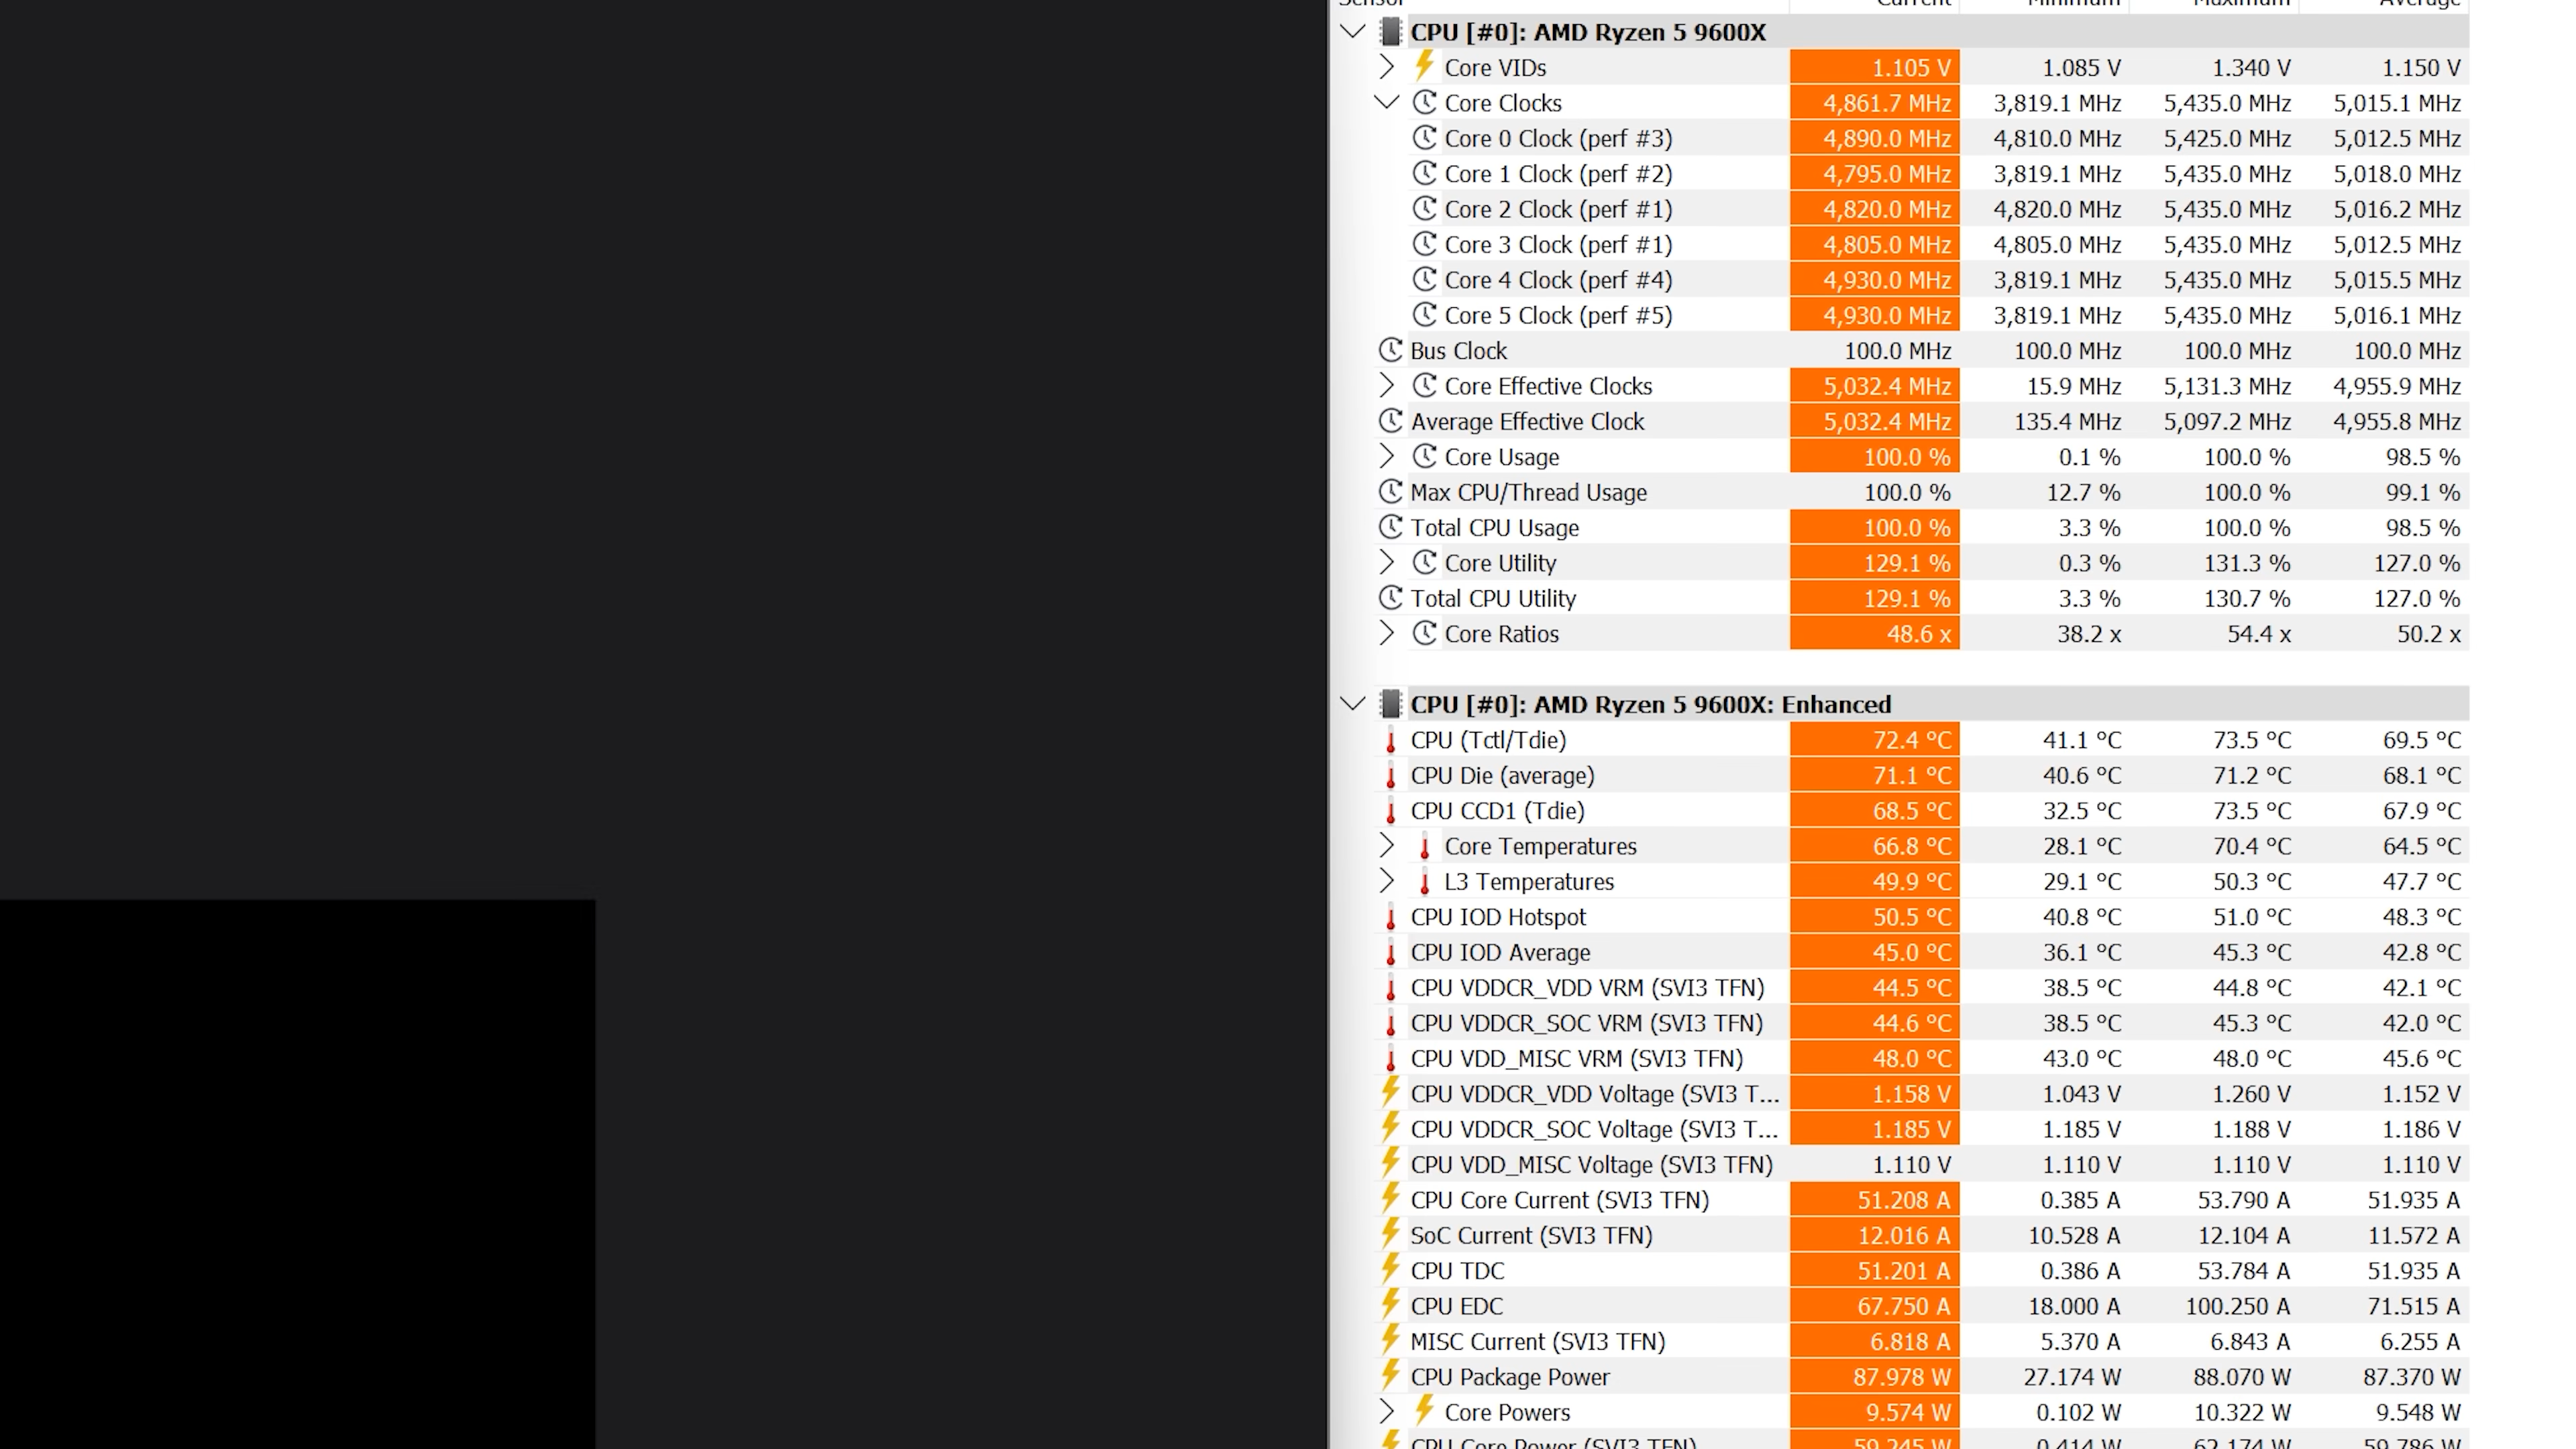 Sensor Current Minimum Maximum Average
CPU [#0]: AMD Ryzen 5 9600X
Core VIDs 1.105 V 1.085 V 1.340 V 1.150 V
Core Clocks 4,861.7 MHz 3,819.1 MHz 5,435.0 MHz 5,015.1 MHz
Core 0 Clock (perf #3) 4,890.0 MHz 4,810.0 MHz 5,425.0 MHz 5,012.5 MHz
Core 1 Clock (perf #2) 4,795.0 MHz 3,819.1 MHz 5,435.0 MHz 5,018.0 MHz
Core 2 Clock (perf #1) 4,820.0 MHz 4,820.0 MHz 5,435.0 MHz 5,016.2 MHz
Core 3 Clock (perf #1) 4,805.0 MHz 4,805.0 MHz 5,435.0 MHz 5,012.5 MHz
Core 4 Clock (perf #4) 4,930.0 MHz 3,819.1 MHz 5,435.0 MHz 5,015.5 MHz
Core 5 Clock (perf #5) 4,930.0 MHz 3,819.1 MHz 5,435.0 MHz 5,016.1 MHz
Bus Clock 100.0 MHz 100.0 MHz 100.0 MHz 100.0 MHz
Core Effective Clocks 5,032.4 MHz 15.9 MHz 5,131.3 MHz 4,955.9 MHz
Average Effective Clock 5,032.4 MHz 135.4 MHz 5,097.2 MHz 4,955.8 MHz
Core Usage 100.0 % 0.1 % 100.0 % 98.5 %
Max CPU/Thread Usage 100.0 % 12.7 % 100.0 % 99.1 %
Total CPU Usage 100.0 % 3.3 % 100.0 % 98.5 %
Core Utility 129.1 % 0.3 % 131.3 % 127.0 %
Total CPU Utility 129.1 % 3.3 % 130.7 % 127.0 %
Core Ratios 48.6 x 38.2 x 54.4 x 50.2 x
CPU [#0]: AMD Ryzen 5 9600X: Enhanced
CPU (Tctl/Tdie) 72.4 °C 41.1 °C 73.5 °C 69.5 °C
CPU Die (average) 71.1 °C 40.6 °C 71.2 °C 68.1 °C
CPU CCD1 (Tdie) 68.5 °C 32.5 °C 73.5 °C 67.9 °C
Core Temperatures 66.8 °C 28.1 °C 70.4 °C 64.5 °C
L3 Temperatures 49.9 °C 29.1 °C 50.3 °C 47.7 °C
CPU IOD Hotspot 50.5 °C 40.8 °C 51.0 °C 48.3 °C
CPU IOD Average 45.0 °C 36.1 °C 45.3 °C 42.8 °C
CPU VDDCR_VDD VRM (SVI3 TFN) 44.5 °C 38.5 °C 44.8 °C 42.1 °C
CPU VDDCR_SOC VRM (SVI3 TFN) 44.6 °C 38.5 °C 45.3 °C 42.0 °C
CPU VDD_MISC VRM (SVI3 TFN) 48.0 °C 43.0 °C 48.0 °C 45.6 °C
CPU VDDCR_VDD Voltage (SVI3 T... 1.158 V 1.043 V 1.260 V 1.152 V
CPU VDDCR_SOC Voltage (SVI3 T... 1.185 V 1.185 V 1.188 V 1.186 V
CPU VDD_MISC Voltage (SVI3 TFN) 1.110 V 1.110 V 1.110 V 1.110 V
CPU Core Current (SVI3 TFN) 51.208 A 0.385 A 53.790 A 51.935 A
SoC Current (SVI3 TFN) 12.016 A 10.528 A 12.104 A 11.572 A
CPU TDC 51.201 A 0.386 A 53.784 A 51.935 A
CPU EDC 67.750 A 18.000 A 100.250 A 71.515 A
MISC Current (SVI3 TFN) 6.818 A 5.370 A 6.843 A 6.255 A
CPU Package Power 87.978 W 27.174 W 88.070 W 87.370 W
Core Powers 9.574 W 0.102 W 10.322 W 9.548 W
CPU Core Power (SVI3 TFN) 59.245 W 0.414 W 62.174 W 59.786 W